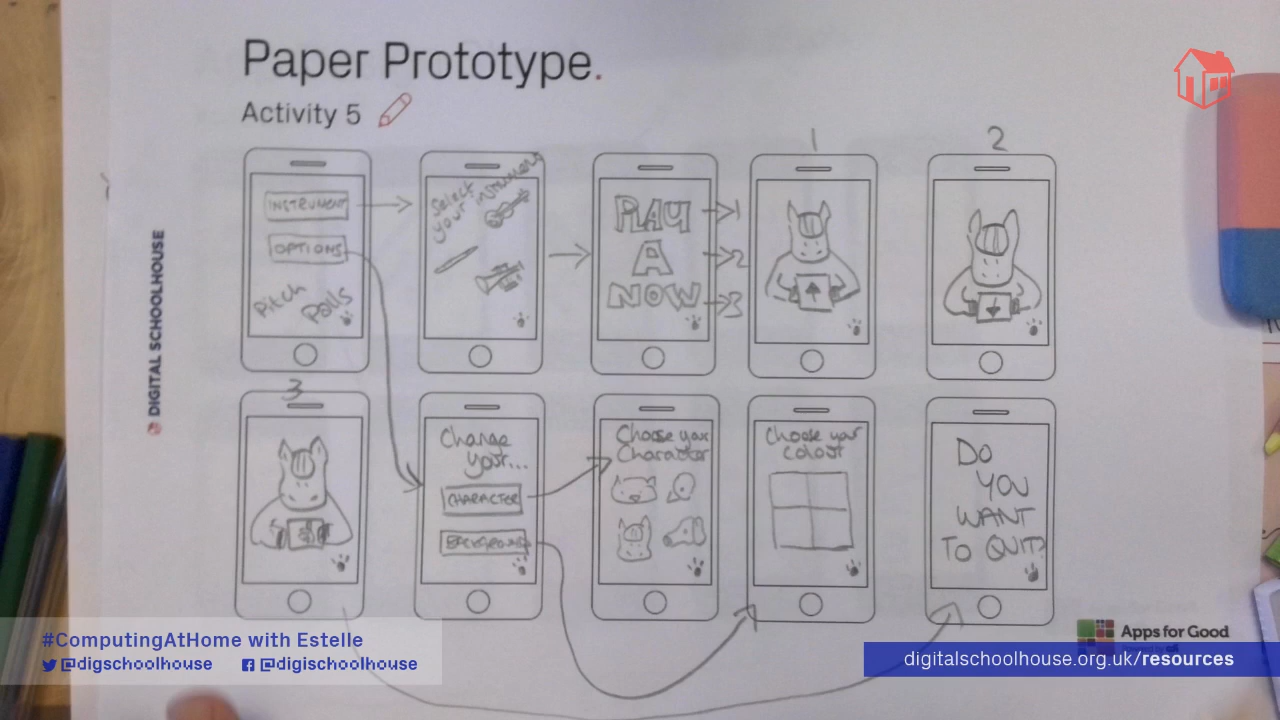 Paper Prototype.
Activity 5
DIGITAL SCHOOLHOUSE
INSTRUMENT
OPTIONS
Pitch
Palls
Select
your instrument
PLAY
A
NOW
1
2
3
1
2
3
Change
your...
CHARACTER
BACKGROUND
Choose your
Character
Choose your
colour
DO
YOU
WANT
TO QUIT?
#ComputingAtHome with Estelle
@digschoolhouse
@digischoolhouse
Apps for Good
digitalschoolhouse.org.uk/resources